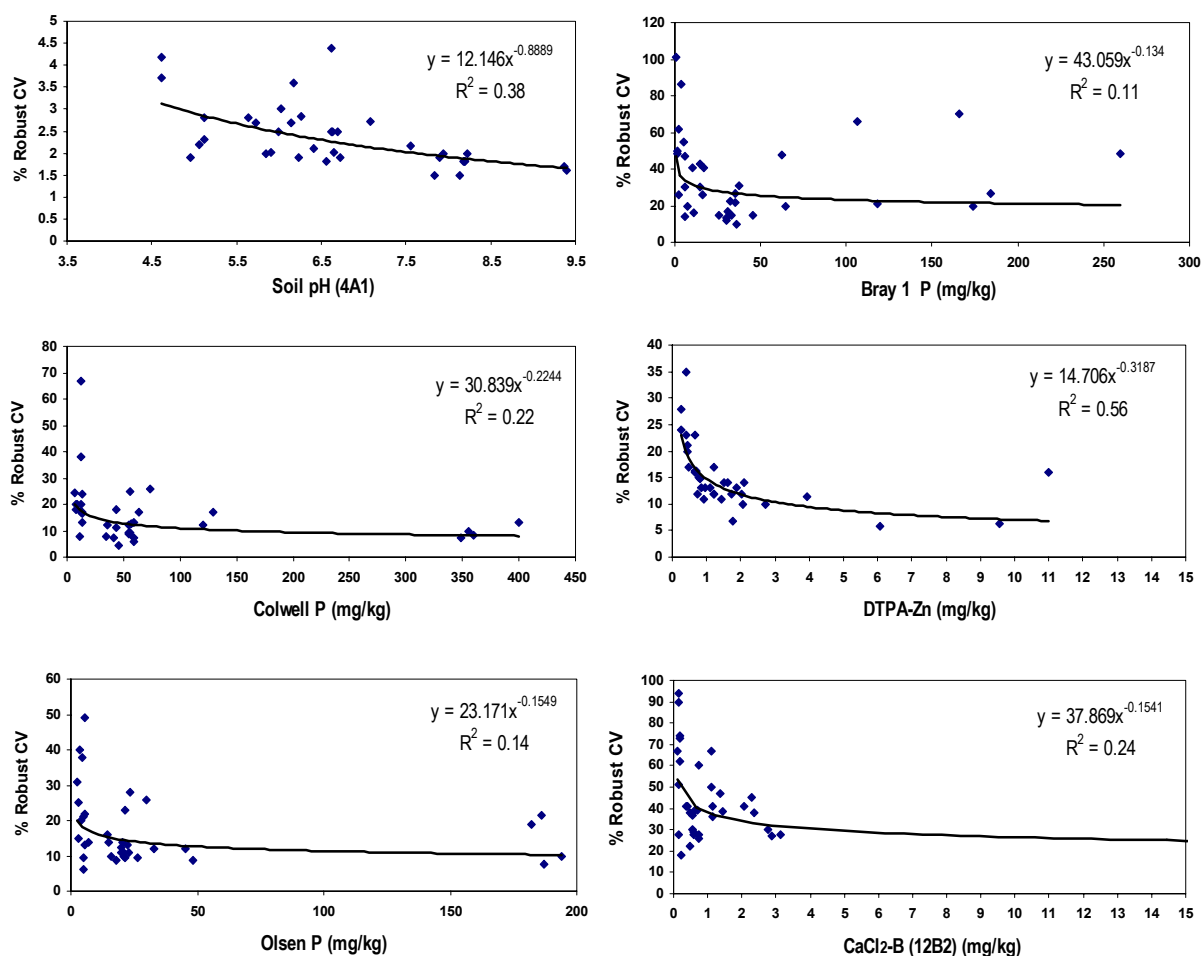 5
4.5
4
3.5
3
2.5
2
1.5
1
0.5
0
% Robust CV
y = 12.146x^-0.8889
R² = 0.38
3.5 4.5 5.5 6.5 7.5 8.5 9.5
Soil pH (4A1)
120
100
80
60
40
20
0
% Robust CV
y = 43.059x^-0.134
R² = 0.11
0 50 100 150 200 250 300
Bray 1 P (mg/kg)
80
70
60
50
40
30
20
10
0
% Robust CV
y = 30.839x^-0.2244
R² = 0.22
0 50 100 150 200 250 300 350 400 450
Colwell P (mg/kg)
40
35
30
25
20
15
10
5
0
% Robust CV
y = 14.706x^-0.3187
R² = 0.56
0 1 2 3 4 5 6 7 8 9 10 11 12 13 14 15
DTPA-Zn (mg/kg)
60
50
40
30
20
10
0
% Robust CV
y = 23.171x^-0.1549
R² = 0.14
0 50 100 150 200
Olsen P (mg/kg)
100
90
80
70
60
50
40
30
20
10
0
% Robust CV
y = 37.869x^-0.1541
R² = 0.24
0 1 2 3 4 5 6 7 8 9 10 11 12 13 14 15
CaCl₂-B (12B2) (mg/kg)